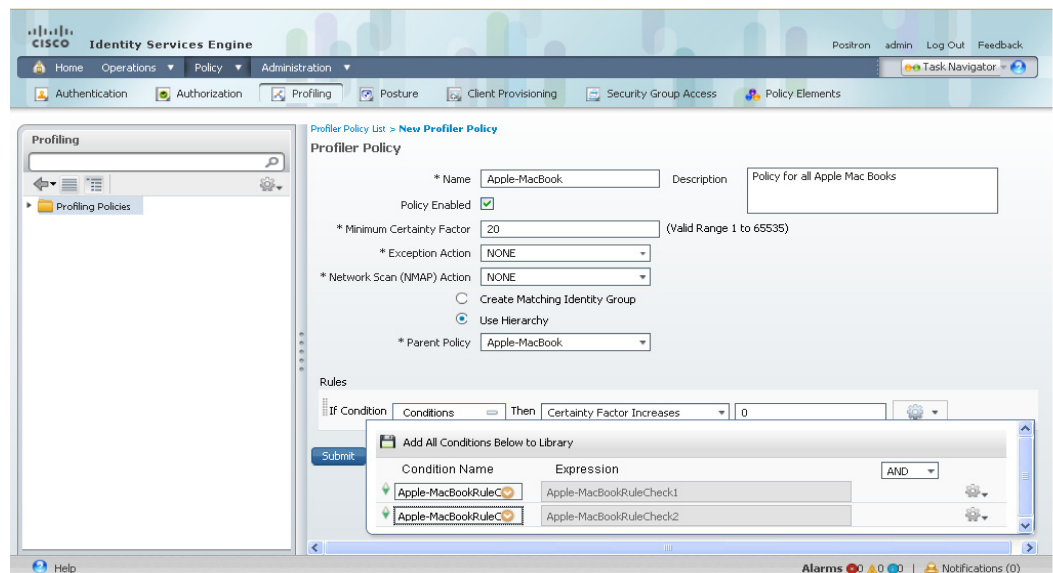 CISCO Identity Services Engine
Positron admin Log Out Feedback
Home Operations Policy Administration
Task Navigator
Authentication Authorization Profiling Posture Client Provisioning Security Group Access Policy Elements
Profiling
Profiling Policies
Profiler Policy List > New Profiler Policy
Profiler Policy
* Name Apple-MacBook Description Policy for all Apple Mac Books
Policy Enabled
* Minimum Certainty Factor 20 (Valid Range 1 to 65535)
* Exception Action NONE
* Network Scan (NMAP) Action NONE
Create Matching Identity Group
Use Hierarchy
* Parent Policy Apple-MacBook
Rules
If Condition Conditions Then Certainty Factor Increases 0
Submit
Add All Conditions Below to Library
Condition Name Expression AND
Apple-MacBookRuleC Apple-MacBookRuleCheck1
Apple-MacBookRuleC Apple-MacBookRuleCheck2
Help
Alarms 0 0 0 | Notifications (0)